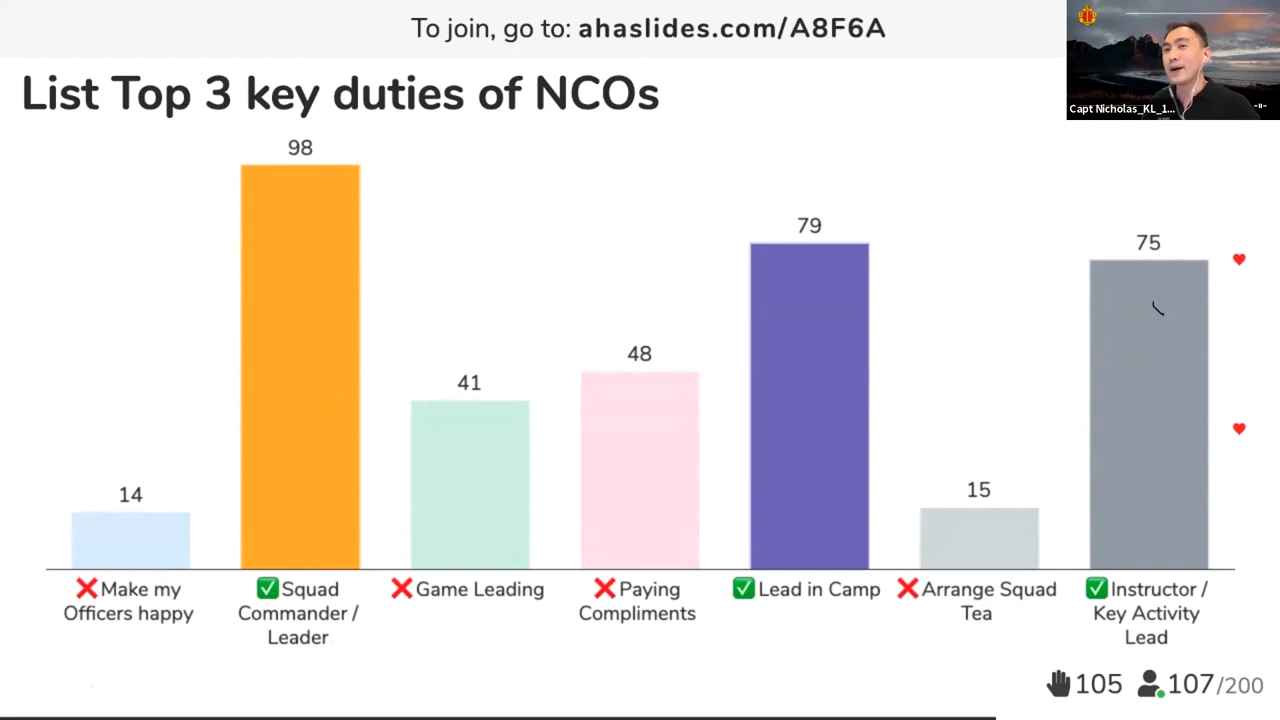 To join, go to: ahaslides.com/A8F6A
Capt Nicholas_KL_1...
List Top 3 key duties of NCOs
14
98
41
48
79
15
75
❌Make my
Officers happy
✅Squad
Commander /
Leader
❌Game Leading
❌Paying
Compliments
✅Lead in Camp
❌Arrange Squad
Tea
✅Instructor /
Key Activity
Lead
105 107/200